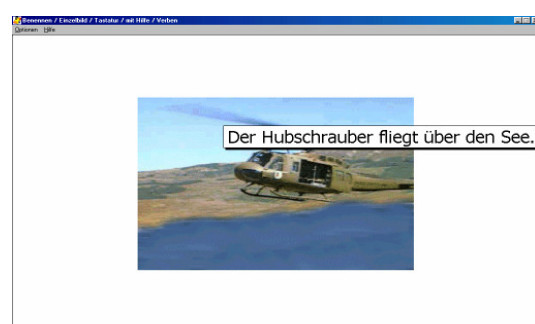 Benennen / Einzelbild / Tastatur / mit Hilfe / Verben
Optionen Hilfe
Der Hubschrauber fliegt über den See.